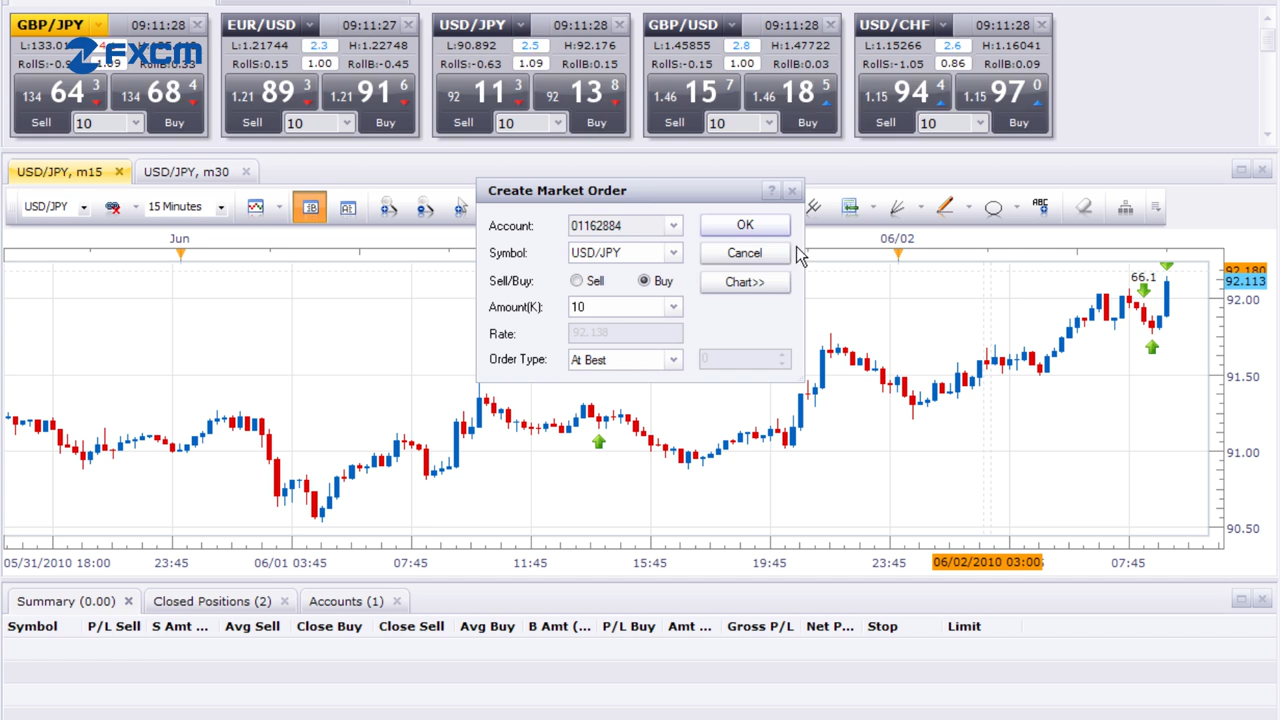 GBP/JPY 09:11:28 EUR/USD 09:11:27 USD/JPY 09:11:28 GBP/USD 09:11:28 USD/CHF 09:11:28
L:133.0 L:1.21744 2.3 H:1.22748 L:90.892 2.5 H:92.176 L:1.45855 2.8 L:1.15266 2.6 H:1.16041
EXCM
RollS:-0. 1.09 RollB:0.33 RollS:0.15 1.00 RollB:-0.45 RollS:-0.63 1.09 RollB:0.15 RollS:-0.15 1.00 RollB:0.03 RollS:-1.05 0.86 RollB:0.09
134 64 3 134 68 4 1.21 89 3 1.21 91 6 92 11 3 92 13 8 1.46 15 7 1.46 18 5 1.15 94 4 1.15 97 0
Sell 10 Buy Sell 10 Buy Sell 10 Buy Sell 10 Buy Sell 10 Buy
USD/JPY, m15 USD/JPY, m30
USD/JPY 15 Minutes ABC
Create Market Order
Account: 01162884 OK
Symbol: USD/JPY Cancel
Sell/Buy: Sell Buy Chart>>
Amount(K): 10
Rate: 92.138
Order Type: At Best 0
Jun 06/02
66.1
92.180
92.113
92.00
91.50
91.00
90.50
05/31/2010 18:00 23:45 06/01 03:45 07:45 11:45 15:45 19:45 23:45 06/02/2010 03:00 07:45
Summary (0.00) Closed Positions (2) Accounts (1)
Symbol P/L Sell S Amt ... Avg Sell Close Buy Close Sell Avg Buy B Amt (... P/L Buy Amt ... Gross P/L Net P... Stop Limit